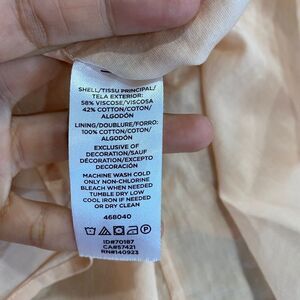 SHELL/TISSU PRINCIPAL/
TELA EXTERIOR:
58% VISCOSE/VISCOSA
42% COTTON/COTON/
ALGODÓN
LINING/DOUBLURE/FORRO:
100% COTTON/COTON/
ALGODÓN
EXCLUSIVE OF
DECORATION/SAUF
DÉCORATION/EXCEPTO
DECORACIÓN
MACHINE WASH COLD
ONLY NON-CHLORINE
BLEACH WHEN NEEDED
TUMBLE DRY LOW
COOL IRON IF NEEDED
OR DRY CLEAN
468040
ID#70187
CA#57421
RN#140923